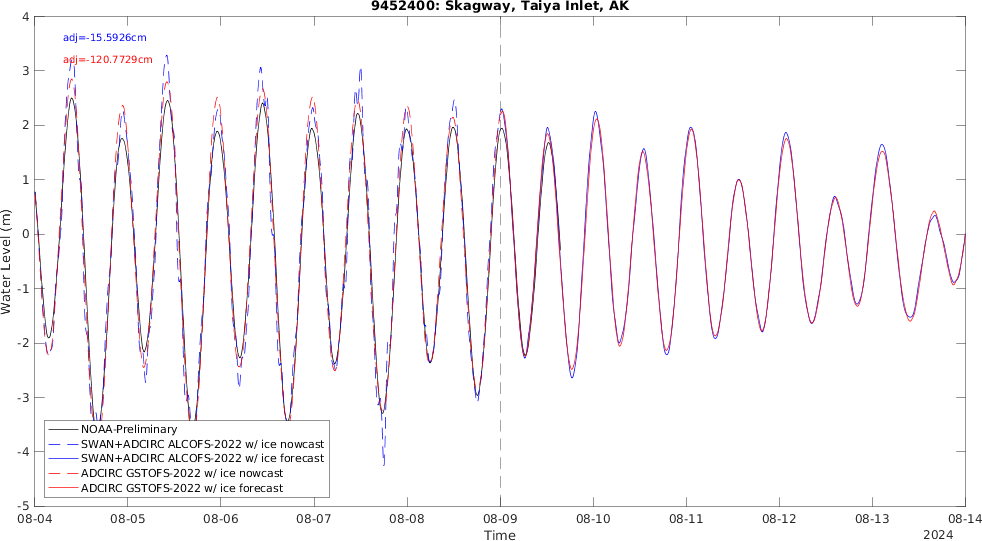 9452400: Skagway, Taiya Inlet, AK
4
3
2
1
0
-1
-2
-3
-4
-5
Water Level (m)
adj=-15.5926cm
adj=-120.7729cm
NOAA-Preliminary
SWAN+ADCIRC ALCOFS-2022 w/ ice nowcast
SWAN+ADCIRC ALCOFS-2022 w/ ice forecast
ADCIRC GSTOFS-2022 w/ ice nowcast
ADCIRC GSTOFS-2022 w/ ice forecast
08-04 08-05 08-06 08-07 08-08 08-09 08-10 08-11 08-12 08-13 08-14
Time
2024